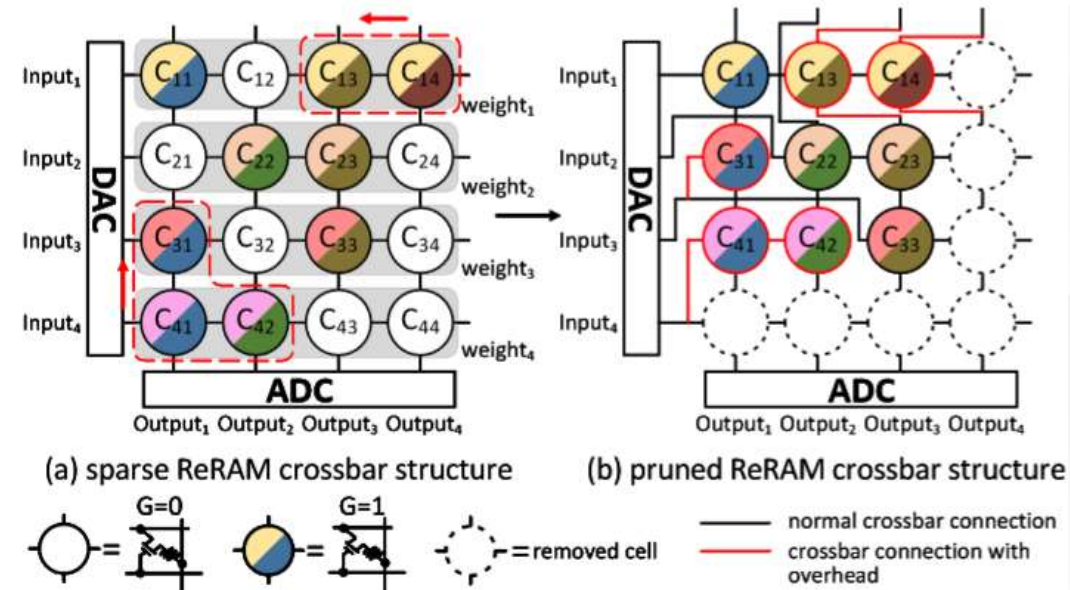 Input₁ C₁₁ C₁₂ C₁₃ C₁₄ weight₁
Input₂ C₂₁ C₂₂ C₂₃ C₂₄ weight₂
Input₃ C₃₁ C₃₂ C₃₃ C₃₄ weight₃
Input₄ C₄₁ C₄₂ C₄₃ C₄₄ weight₄
DAC
ADC
Output₁ Output₂ Output₃ Output₄
(a) sparse ReRAM crossbar structure
Input₁ C₁₁ C₁₃ C₁₄
Input₂ C₃₁ C₂₂ C₂₃
Input₃ C₄₁ C₄₂ C₃₃
Input₄
DAC
ADC
Output₁ Output₂ Output₃ Output₄
(b) pruned ReRAM crossbar structure
= G=0
= G=1
=removed cell
normal crossbar connection
crossbar connection with
overhead